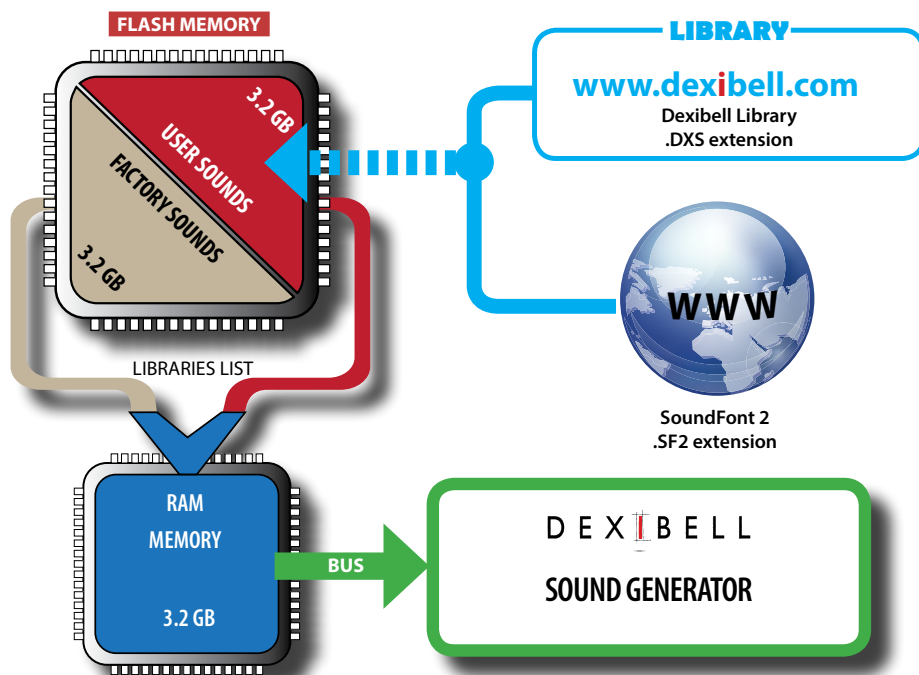 FLASH MEMORY
3.2 GB
USER SOUNDS
FACTORY SOUNDS
3.2 GB
LIBRARY
www.dexibell.com
Dexibell Library
.DXS extension
WWW
SoundFont 2
.SF2 extension
LIBRARIES LIST
RAM
MEMORY
3.2 GB
BUS
DEXIBELL
SOUND GENERATOR